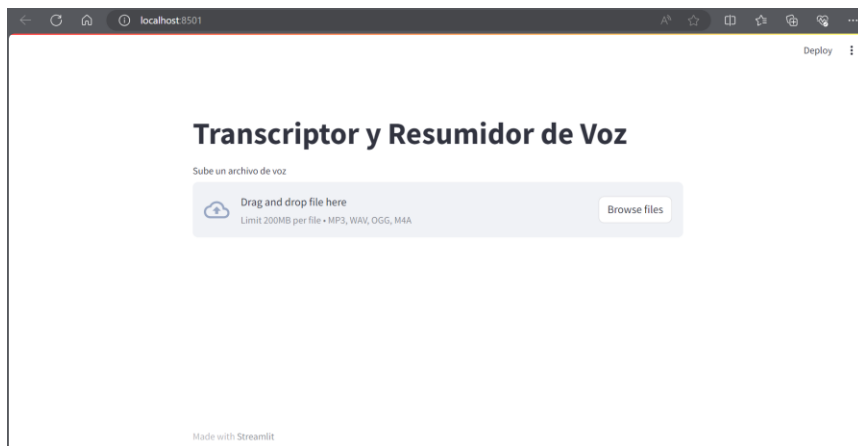 localhost:8501
Deploy
Transcriptor y Resumidor de Voz
Sube un archivo de voz
Drag and drop file here
Limit 200MB per file • MP3, WAV, OGG, M4A
Browse files
Made with Streamlit